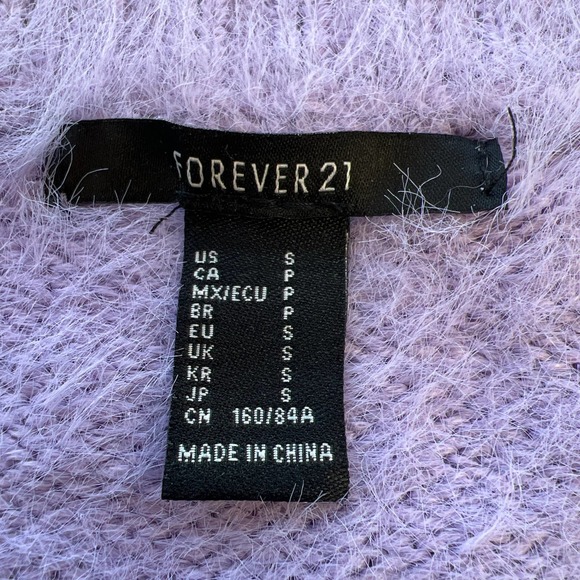 FOREVER 21
US S
CA P
MX/ECU P
BR P
EU S
UK S
KR S
JP S
CN 160/84A
MADE IN CHINA